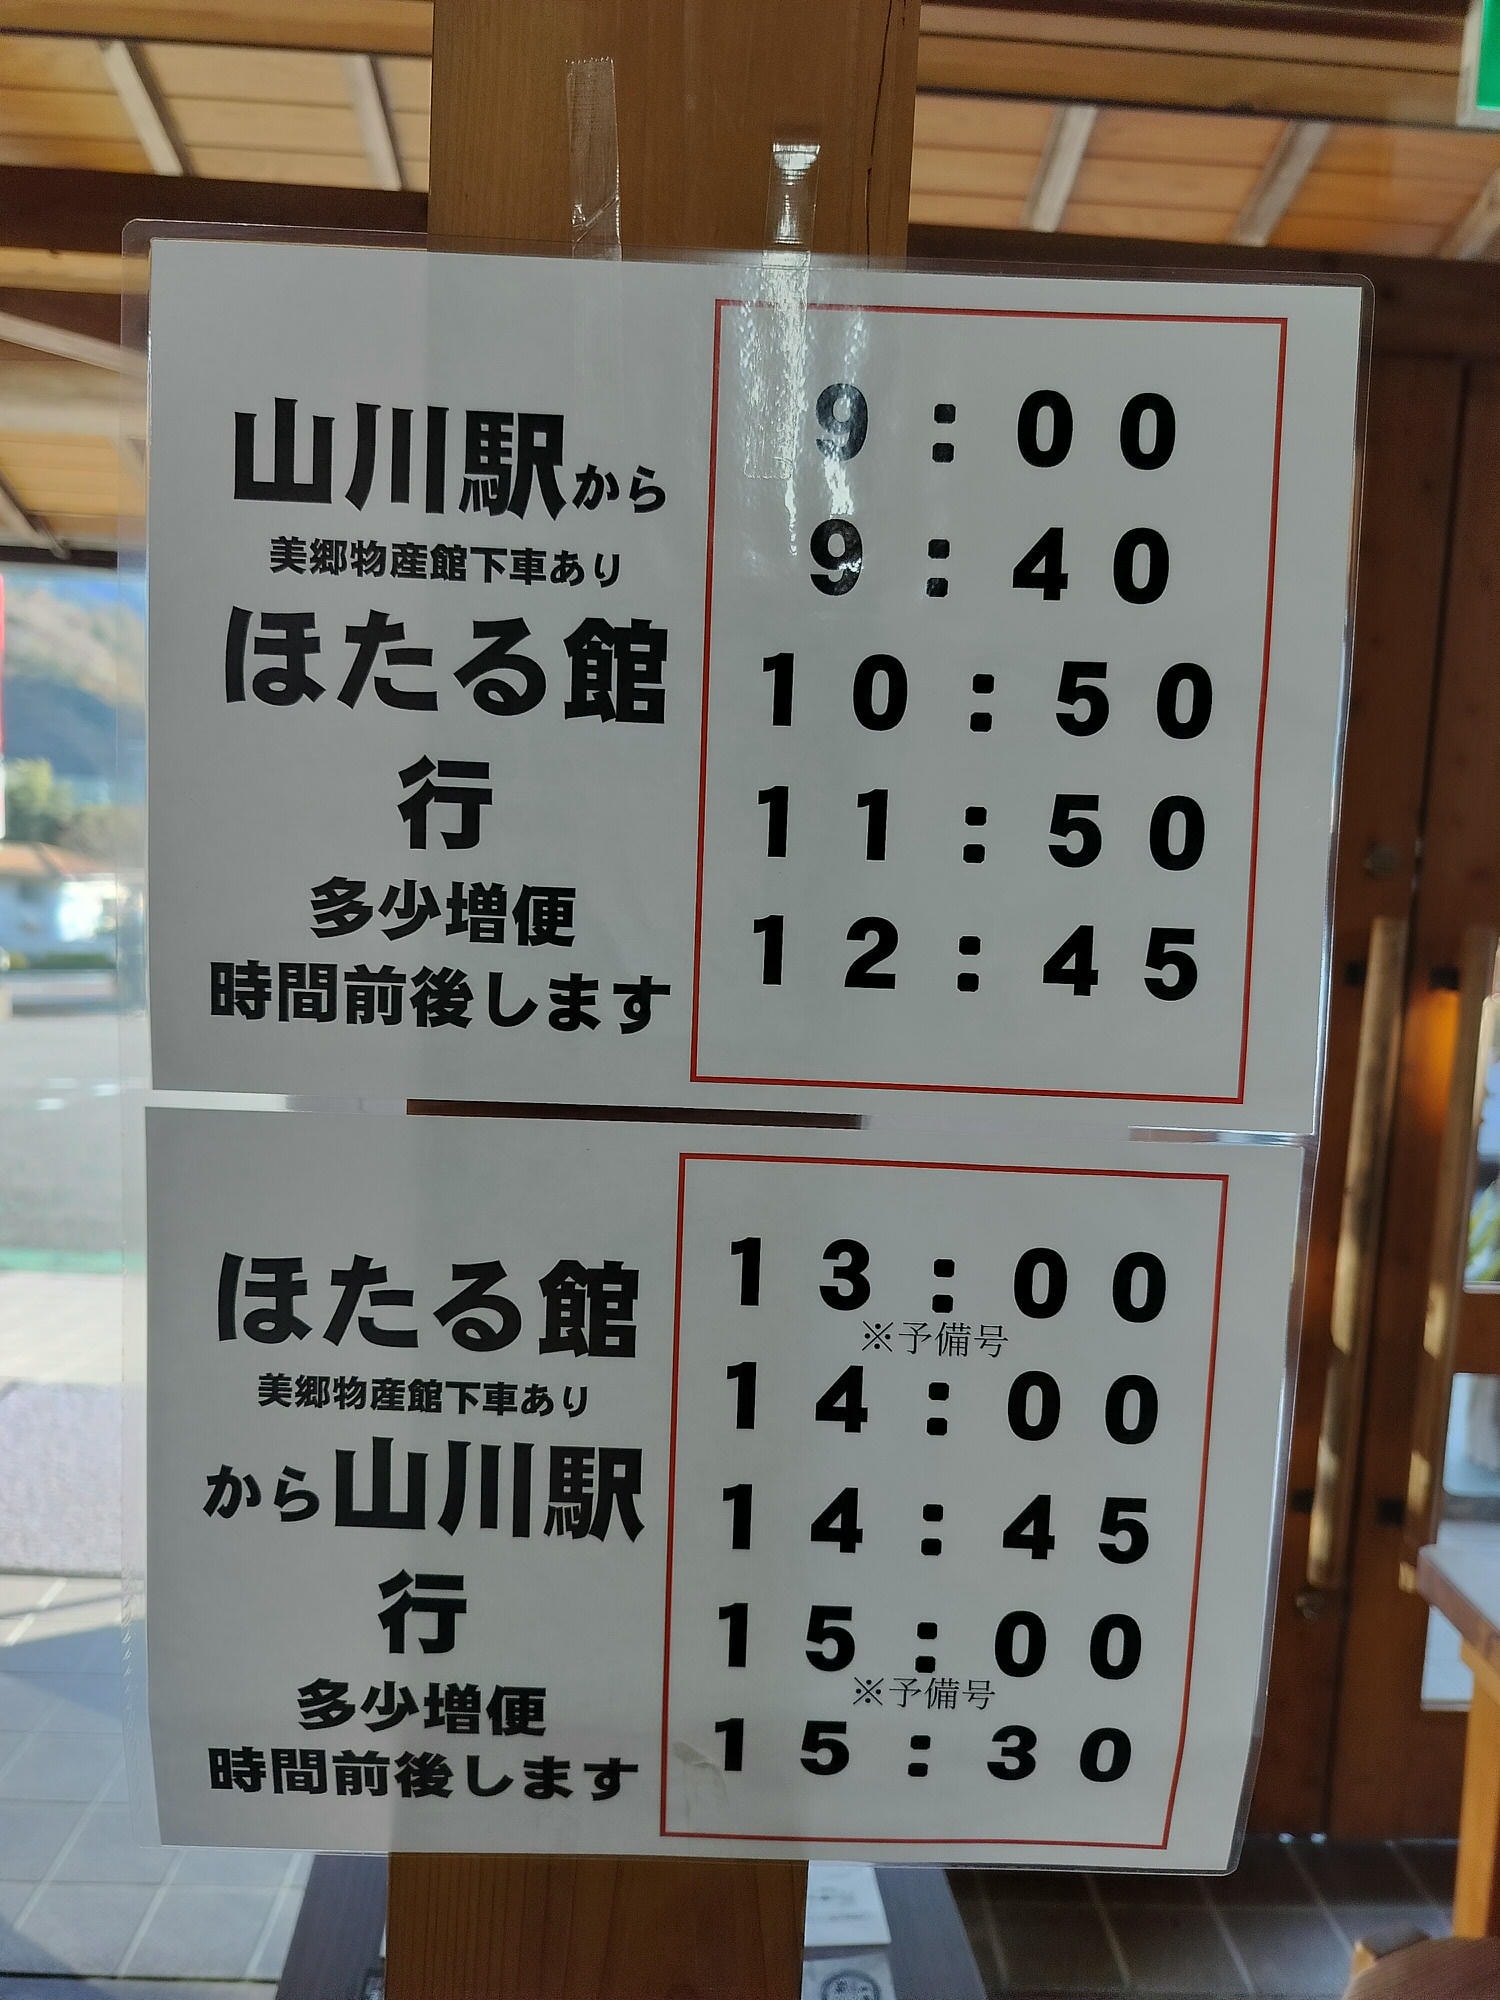 山川駅から
美郷物産館下車あり
ほたる館
行
多少増便
時間前後します
9:00
9:40
10:50
11:50
12:45
ほたる館
美郷物産館下車あり
から山川駅
行
多少増便
時間前後します
13:00
※予備号
14:00
14:45
15:00
※予備号
15:30